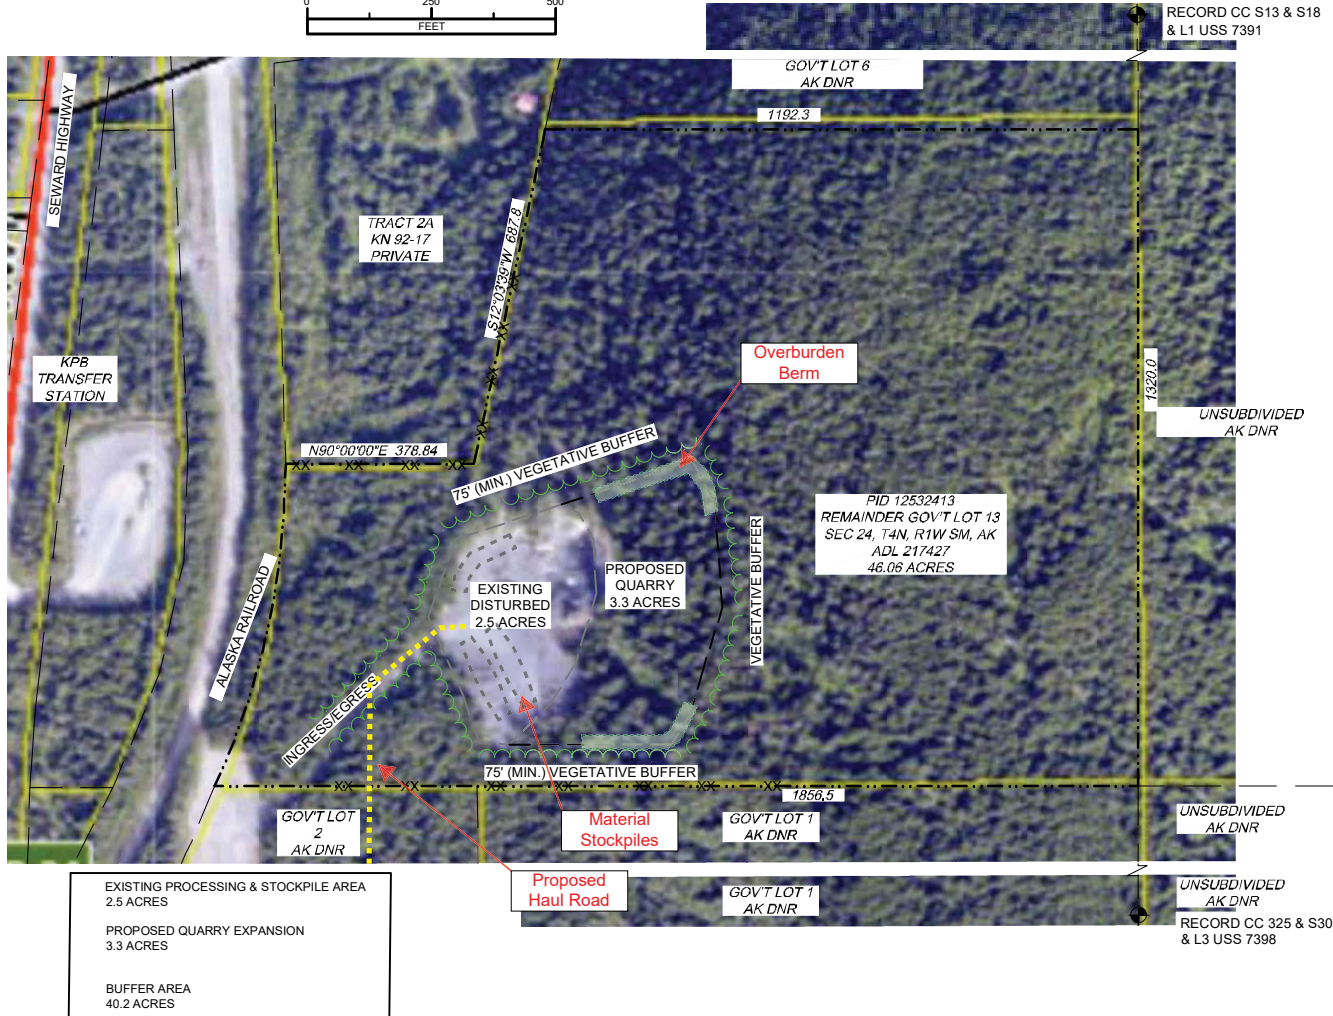 0 250 500
FEET
RECORD CC S13 & S18
& L1 USS 7391
GOV'T LOT 6
AK DNR
1192.3
SEWARD HIGHWAY
TRACT 2A
KN 92-17
PRIVATE
S12°03'39"W 687.8
KPB
TRANSFER
STATION
Overburden
Berm
1320.0
UNSUBDIVIDED
AK DNR
N90°00'00"E 378.84
75' (MIN.) VEGETATIVE BUFFER
PID 12532413
REMAINDER GOV'T LOT 13
SEC 24, T4N, R1W SM, AK
ADL 217427
46.06 ACRES
VEGETATIVE BUFFER
PROPOSED
QUARRY
3.3 ACRES
EXISTING
DISTURBED
2.5 ACRES
ALASKA RAILROAD
INGRESS/EGRESS
75' (MIN.) VEGETATIVE BUFFER
1856.5
GOV'T LOT
2
AK DNR
Material
Stockpiles
GOV'T LOT 1
AK DNR
UNSUBDIVIDED
AK DNR
Proposed
Haul Road
GOV'T LOT 1
AK DNR
UNSUBDIVIDED
AK DNR
RECORD CC 325 & S30
& L3 USS 7398
EXISTING PROCESSING & STOCKPILE AREA
2.5 ACRES
PROPOSED QUARRY EXPANSION
3.3 ACRES
BUFFER AREA
40.2 ACRES